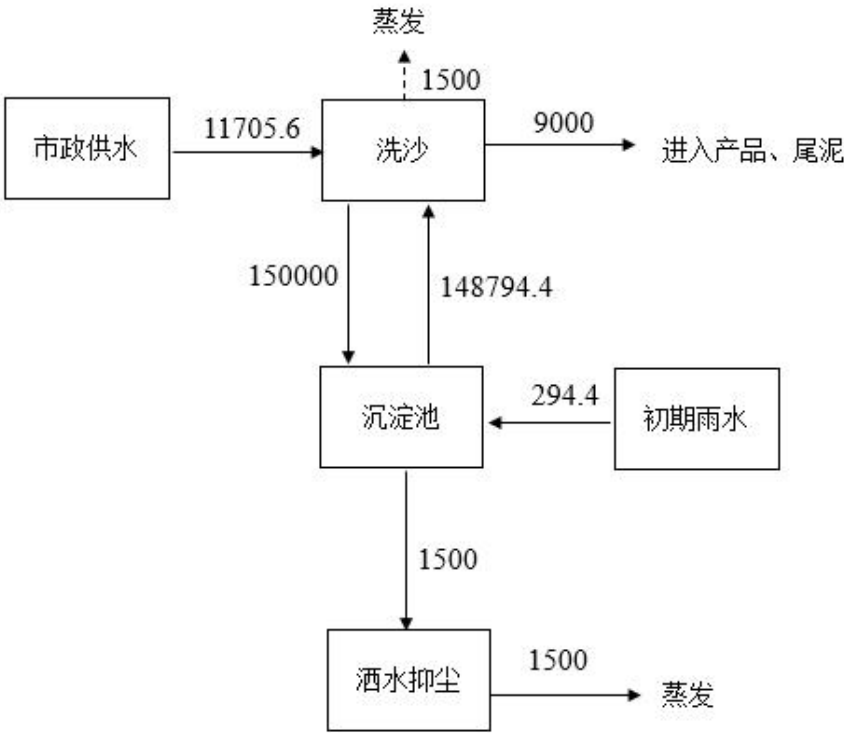 蒸发
1500
市政供水
11705.6
洗沙
9000
进入产品、尾泥
150000
148794.4
沉淀池
294.4
初期雨水
1500
洒水抑尘
1500
蒸发